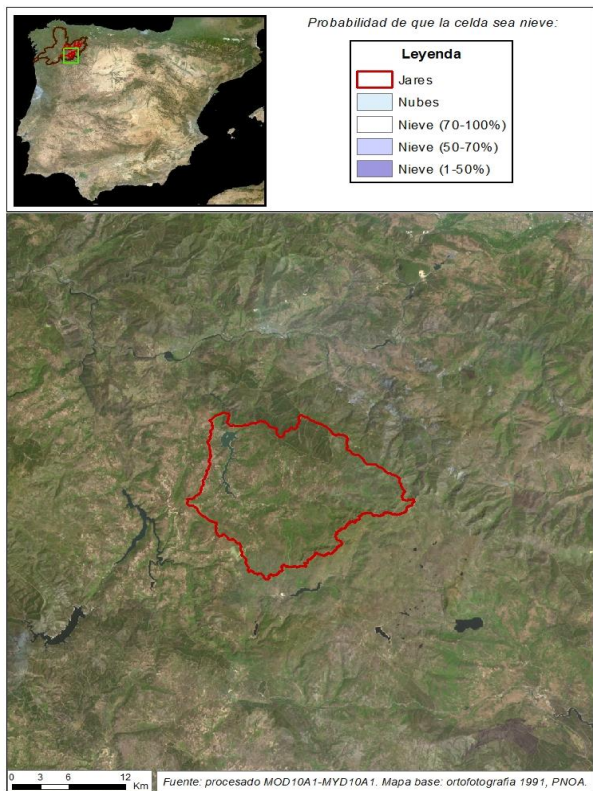 Probabilidad de que la celda sea nieve:
Leyenda
Jares
Nubes
Nieve (70-100%)
Nieve (50-70%)
Nieve (1-50%)
0 3 6 12
Km
Fuente: procesado MOD10A1-MYD10A1. Mapa base: ortofotografía 1991, PNOA.